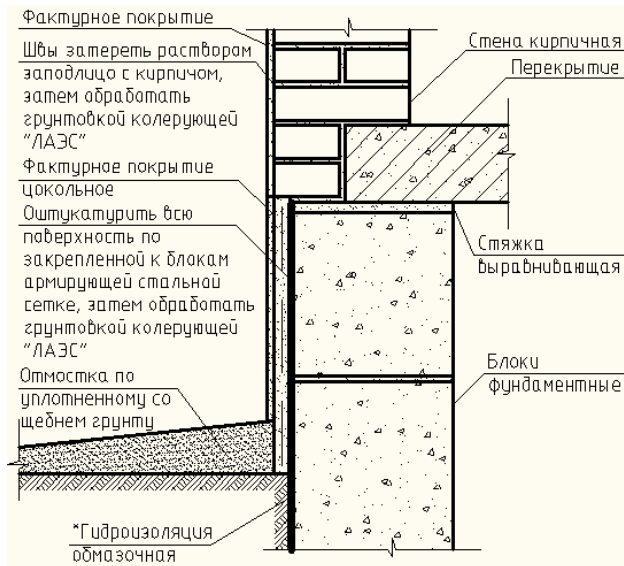 Фактурное покрытие
Швы затереть раствором
заподлицо с кирпичом,
затем обработать
грунтовкой колерующей
"ЛАЭС"
Фактурное покрытие
цокольное
Оштукатурить всю
поверхность по
закрепленной к блокам
армирующей стальной
сетке, затем обработать
грунтовкой колерующей
"ЛАЭС"
Отмостка по
уплотненному со
щебнем грунту
*Гидроизоляция
обмазочная
Стена кирпичная
Перекрытие
Стяжка
выравнивающая
Блоки
фундаментные